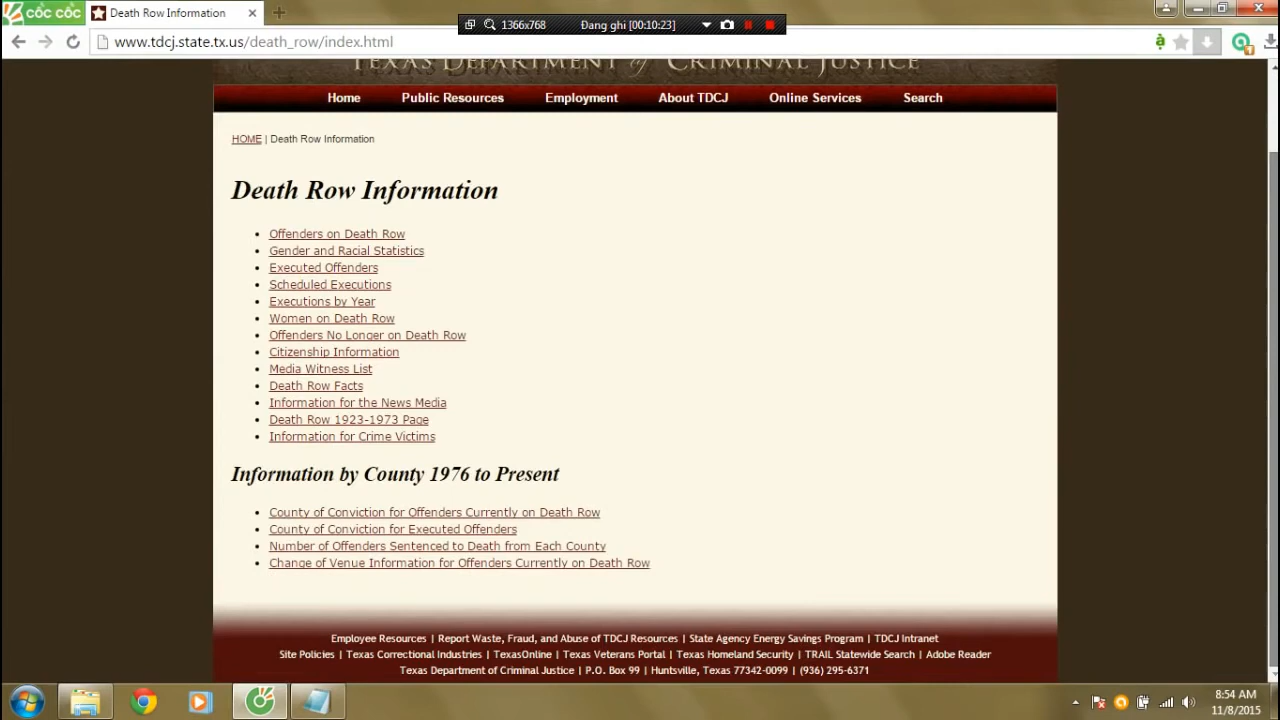 cốc cốc
Death Row Information
1366x768
Đang ghi [00:10:23]
www.tdcj.state.tx.us/death_row/index.html
TEXAS DEPARTMENT of CRIMINAL JUSTICE
Home Public Resources Employment About TDCJ Online Services Search
HOME | Death Row Information
Death Row Information
• Offenders on Death Row
• Gender and Racial Statistics
• Executed Offenders
• Scheduled Executions
• Executions by Year
• Women on Death Row
• Offenders No Longer on Death Row
• Citizenship Information
• Media Witness List
• Death Row Facts
• Information for the News Media
• Death Row 1923-1973 Page
• Information for Crime Victims
Information by County 1976 to Present
• County of Conviction for Offenders Currently on Death Row
• County of Conviction for Executed Offenders
• Number of Offenders Sentenced to Death from Each County
• Change of Venue Information for Offenders Currently on Death Row
Employee Resources | Report Waste, Fraud, and Abuse of TDCJ Resources | State Agency Energy Savings Program | TDCJ Intranet
Site Policies | Texas Correctional Industries | TexasOnline | Texas Veterans Portal | Texas Homeland Security | TRAIL Statewide Search | Adobe Reader
Texas Department of Criminal Justice | P.O. Box 99 | Huntsville, Texas 77342-0099 | (936) 295-6371
8:54 AM
11/8/2015